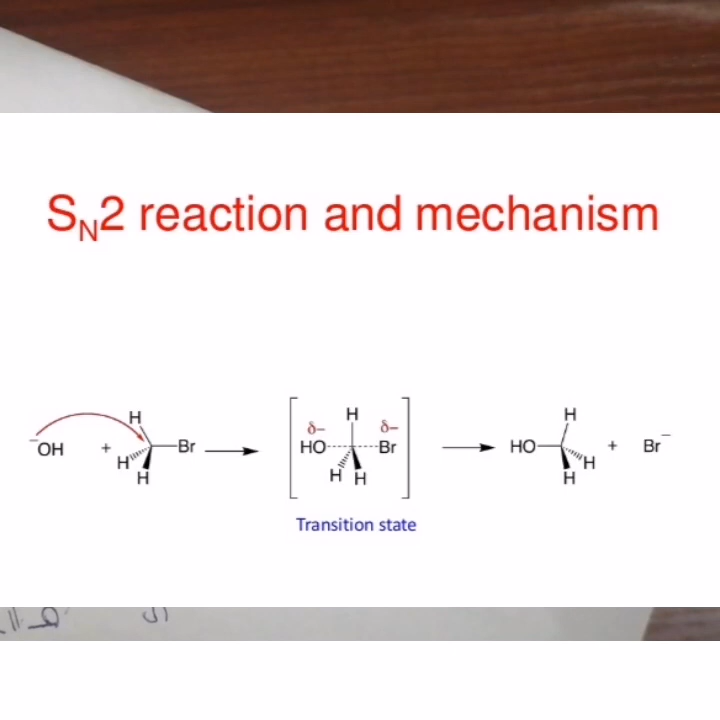 SN2 reaction and mechanism
⁻OH + H H H Br
[ δ– δ– HO H Br H H ]
HO H H H + Br⁻
Transition state